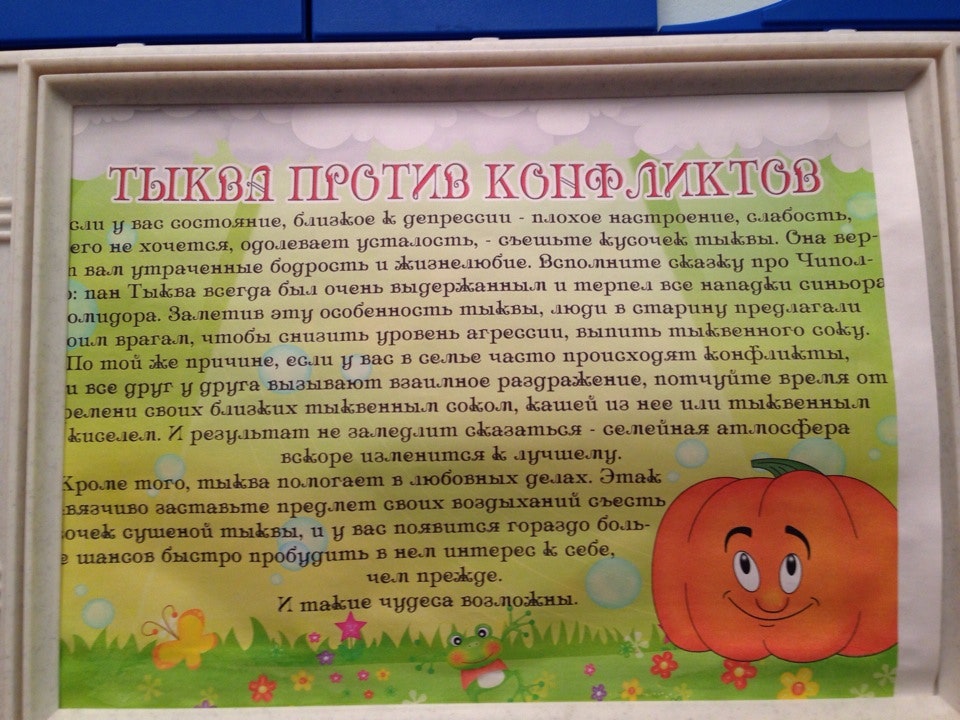 ТЫКВА ПРОТИВ КОНФЛИКТОВ
сли у вас состояние, близкое к депрессии - плохое настроение, слабость,
его не хочется, одолевает усталость, - съешьте кусочек тыквы. Она вер-
вам утраченные бодрость и жизнелюбие. Вспомните сказку про Чипол-
о: пан Тыква всегда был очень выдержанным и терпел все нападки синьора
омидора. Заметив эту особенность тыквы, люди в старину предлагали
оим врагам, чтобы снизить уровень агрессии, выпить тыквенного соку.
По той же причине, если у вас в семье часто происходят конфликты,
и все друг у друга вызывают взаимное раздражение, потчуйте время от
ремени своих близких тыквенным соком, кашей из нее или тыквенным
киселем. И результат не замедлит сказаться - семейная атмосфера
вскоре изменится к лучшему.
Кроме того, тыква помогает в любовных делах. Этак
вязчиво заставьте предмет своих воздыханий съесть
очек сушеной тыквы, и у вас появится гораздо боль-
е шансов быстро пробудить в нем интерес к себе,
чем прежде.
И такие чудеса возможны.